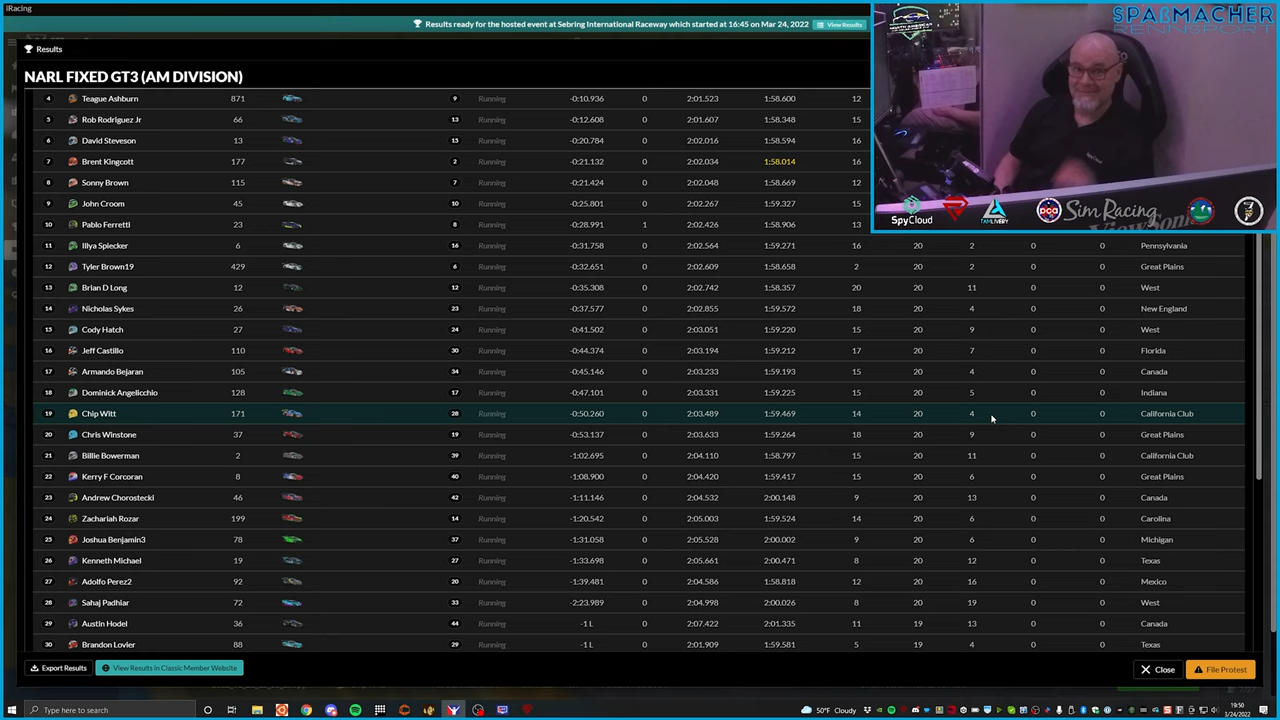 iRacing
Results ready for the hosted event at Sebring International Raceway which started at 16:45 on Mar 24, 2022 View Results
SPAßMACHER
RENNSPORT
Results
NARL FIXED GT3 (AM DIVISION)
4 Teague Ashburn 871 9 Running -0:10.936 0 2:01.523 1:58.600 12
5 Rob Rodriguez Jr 66 13 Running -0:12.608 0 2:01.607 1:58.348 15
6 David Steveson 13 15 Running -0:20.784 0 2:02.016 1:58.594 16
7 Brent Kingcott 177 2 Running -0:21.132 0 2:02.034 1:58.014 16
8 Sonny Brown 115 7 Running -0:21.424 0 2:02.048 1:58.669 12
9 John Croom 45 10 Running -0:25.801 0 2:02.267 1:59.327 15
10 Pablo Ferretti 23 8 Running -0:28.991 1 2:02.426 1:58.906 13
SpyCloud TAMLIVERY pca Sim Racing
ViewSonic
11 Illya Spiecker 6 16 Running -0:31.758 0 2:02.564 1:59.271 16 20 2 0 0 Pennsylvania
12 Tyler Brown19 429 6 Running -0:32.651 0 2:02.609 1:58.658 2 20 2 0 0 Great Plains
13 Brian D Long 12 12 Running -0:35.308 0 2:02.742 1:58.357 20 20 11 0 0 West
14 Nicholas Sykes 26 23 Running -0:37.577 0 2:02.855 1:59.572 18 20 4 0 0 New England
15 Cody Hatch 27 24 Running -0:41.502 0 2:03.051 1:59.220 15 20 9 0 0 West
16 Jeff Castillo 110 30 Running -0:44.374 0 2:03.194 1:59.212 17 20 7 0 0 Florida
17 Armando Bejaran 105 34 Running -0:45.146 0 2:03.233 1:59.193 15 20 4 0 0 Canada
18 Dominick Angelicchio 128 17 Running -0:47.101 0 2:03.331 1:59.225 15 20 5 0 0 Indiana
19 Chip Witt 171 28 Running -0:50.260 0 2:03.489 1:59.469 14 20 4 0 0 California Club
20 Chris Winstone 37 19 Running -0:53.137 0 2:03.633 1:59.264 18 20 9 0 0 Great Plains
21 Billie Bowerman 2 39 Running -1:02.695 0 2:04.110 1:58.797 15 20 11 0 0 California Club
22 Kerry F Corcoran 8 40 Running -1:08.900 0 2:04.420 1:59.417 15 20 6 0 0 Great Plains
23 Andrew Chorostecki 46 42 Running -1:11.146 0 2:04.532 2:00.148 9 20 13 0 0 Canada
24 Zachariah Rozar 199 14 Running -1:20.542 0 2:05.003 1:59.524 14 20 6 0 0 Carolina
25 Joshua Benjamin3 78 37 Running -1:31.058 0 2:05.528 2:00.002 9 20 6 0 0 Michigan
26 Kenneth Michael 19 27 Running -1:33.698 0 2:05.661 2:00.471 8 20 12 0 0 Texas
27 Adolfo Perez2 92 20 Running -1:39.481 0 2:04.586 1:58.818 12 20 16 0 0 Mexico
28 Sahaj Padhiar 72 33 Running -2:23.989 0 2:04.998 2:00.026 8 20 19 0 0 West
29 Austin Hodel 36 44 Running -1 L 0 2:07.422 2:01.335 11 19 13 0 0 Canada
30 Brandon Lovier 88 29 Running -1 L 0 2:01.909 1:59.581 5 19 4 0 0 Texas
Export Results View Results in Classic Member Website Close File Protest
Type here to search 50°F Cloudy 19:50
3/24/2022